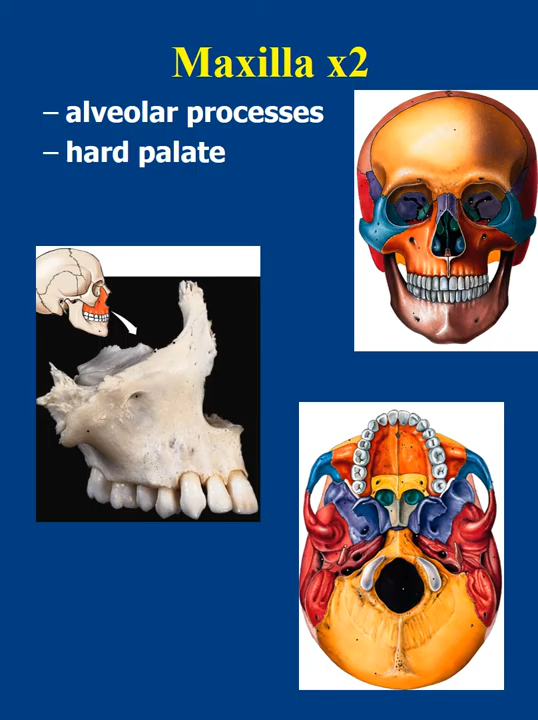 Maxilla x2
– alveolar processes
– hard palate